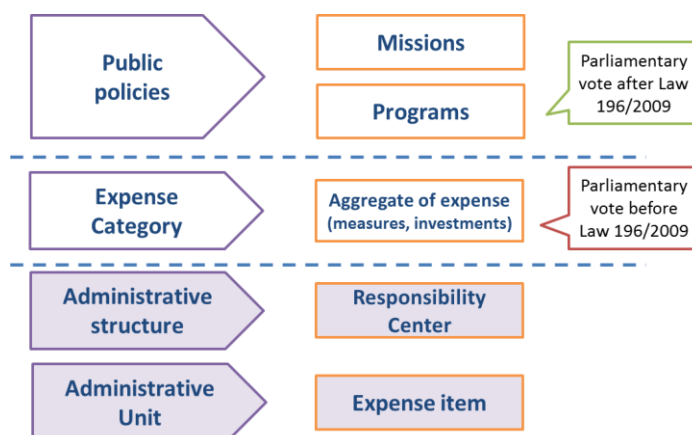 Public
policies
Missions
Programs
Parliamentary
vote after Law
196/2009
Expense
Category
Aggregate of expense
(measures, investments)
Parliamentary
vote before
Law 196/2009
Administrative
structure
Responsibility
Center
Administrative
Unit
Expense item